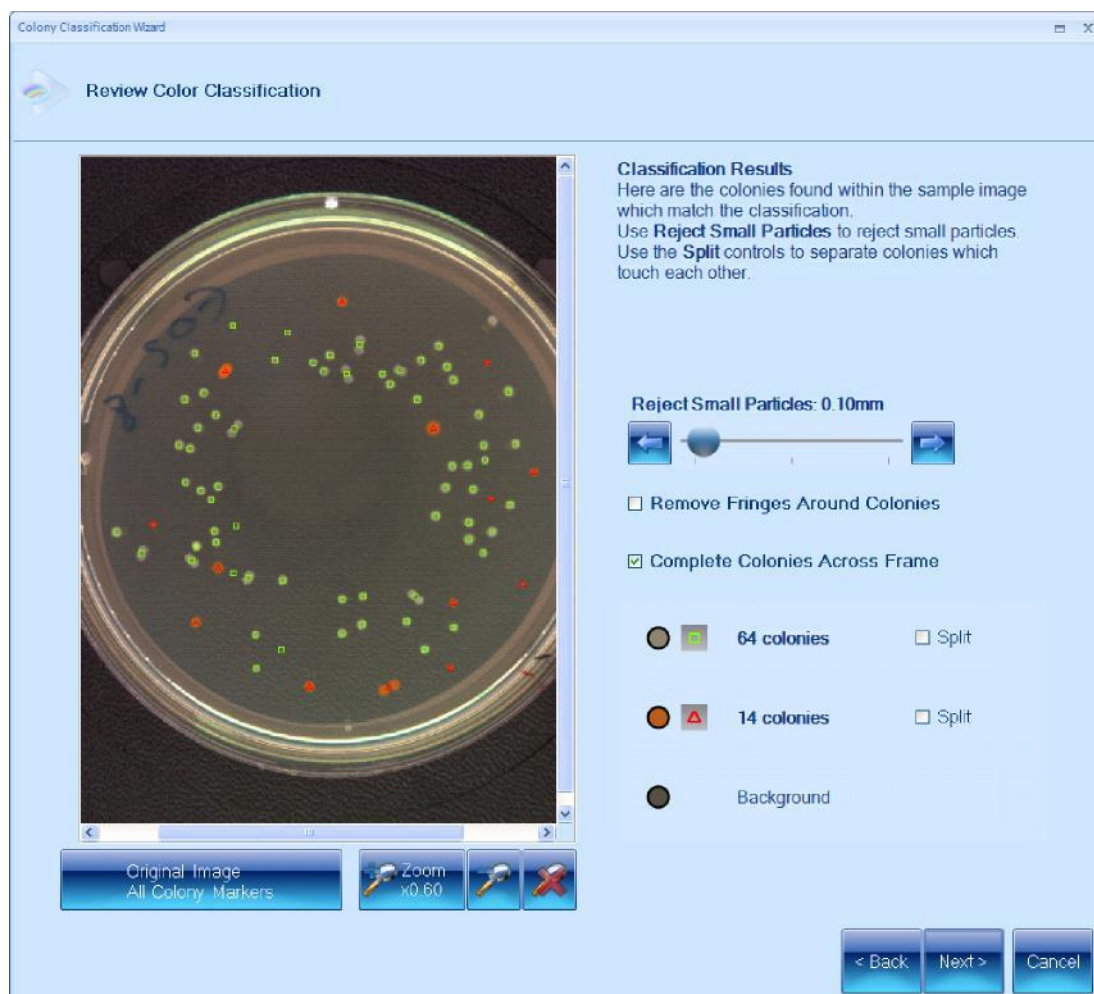 Colony Classification Wizard
Review Color Classification
Classification Results
Here are the colonies found within the sample image
which match the classification.
Use Reject Small Particles to reject small particles.
Use the Split controls to separate colonies which
touch each other.
Reject Small Particles: 0.10mm
Remove Fringes Around Colonies
Complete Colonies Across Frame
64 colonies
Split
14 colonies
Split
Background
Original Image
All Colony Markers
Zoom
x0.60
< Back
Next >
Cancel